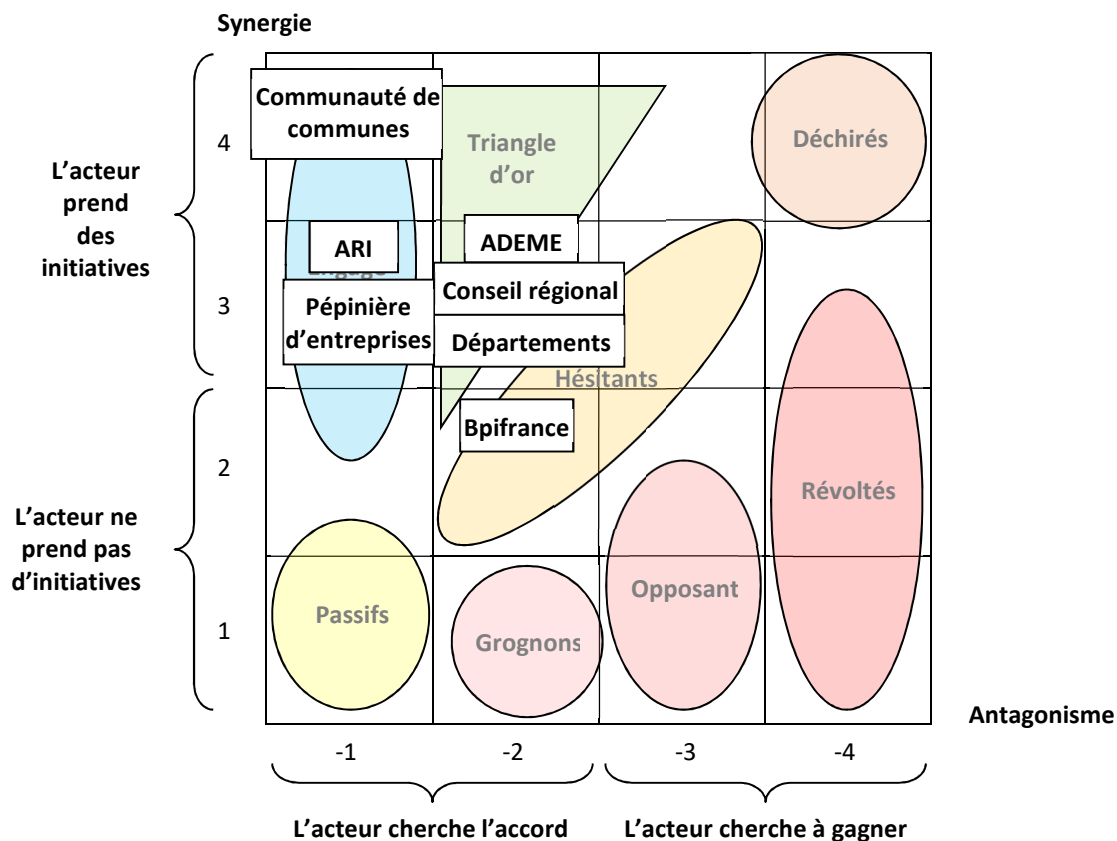 Synergie
Communauté de
communes
4
Triangle
d’or
Déchirés
L’acteur
prend
des
initiatives
ARI
ADEME
Engagé
3
Pépinière
d’entreprises
Conseil régional
Départements
Hésitants
Bpifrance
2
Révoltés
L’acteur ne
prend pas
d’initiatives
Passifs
Opposant
1
Grognons
Antagonisme
-1
-2
-3
-4
L’acteur cherche l’accord
L’acteur cherche à gagner